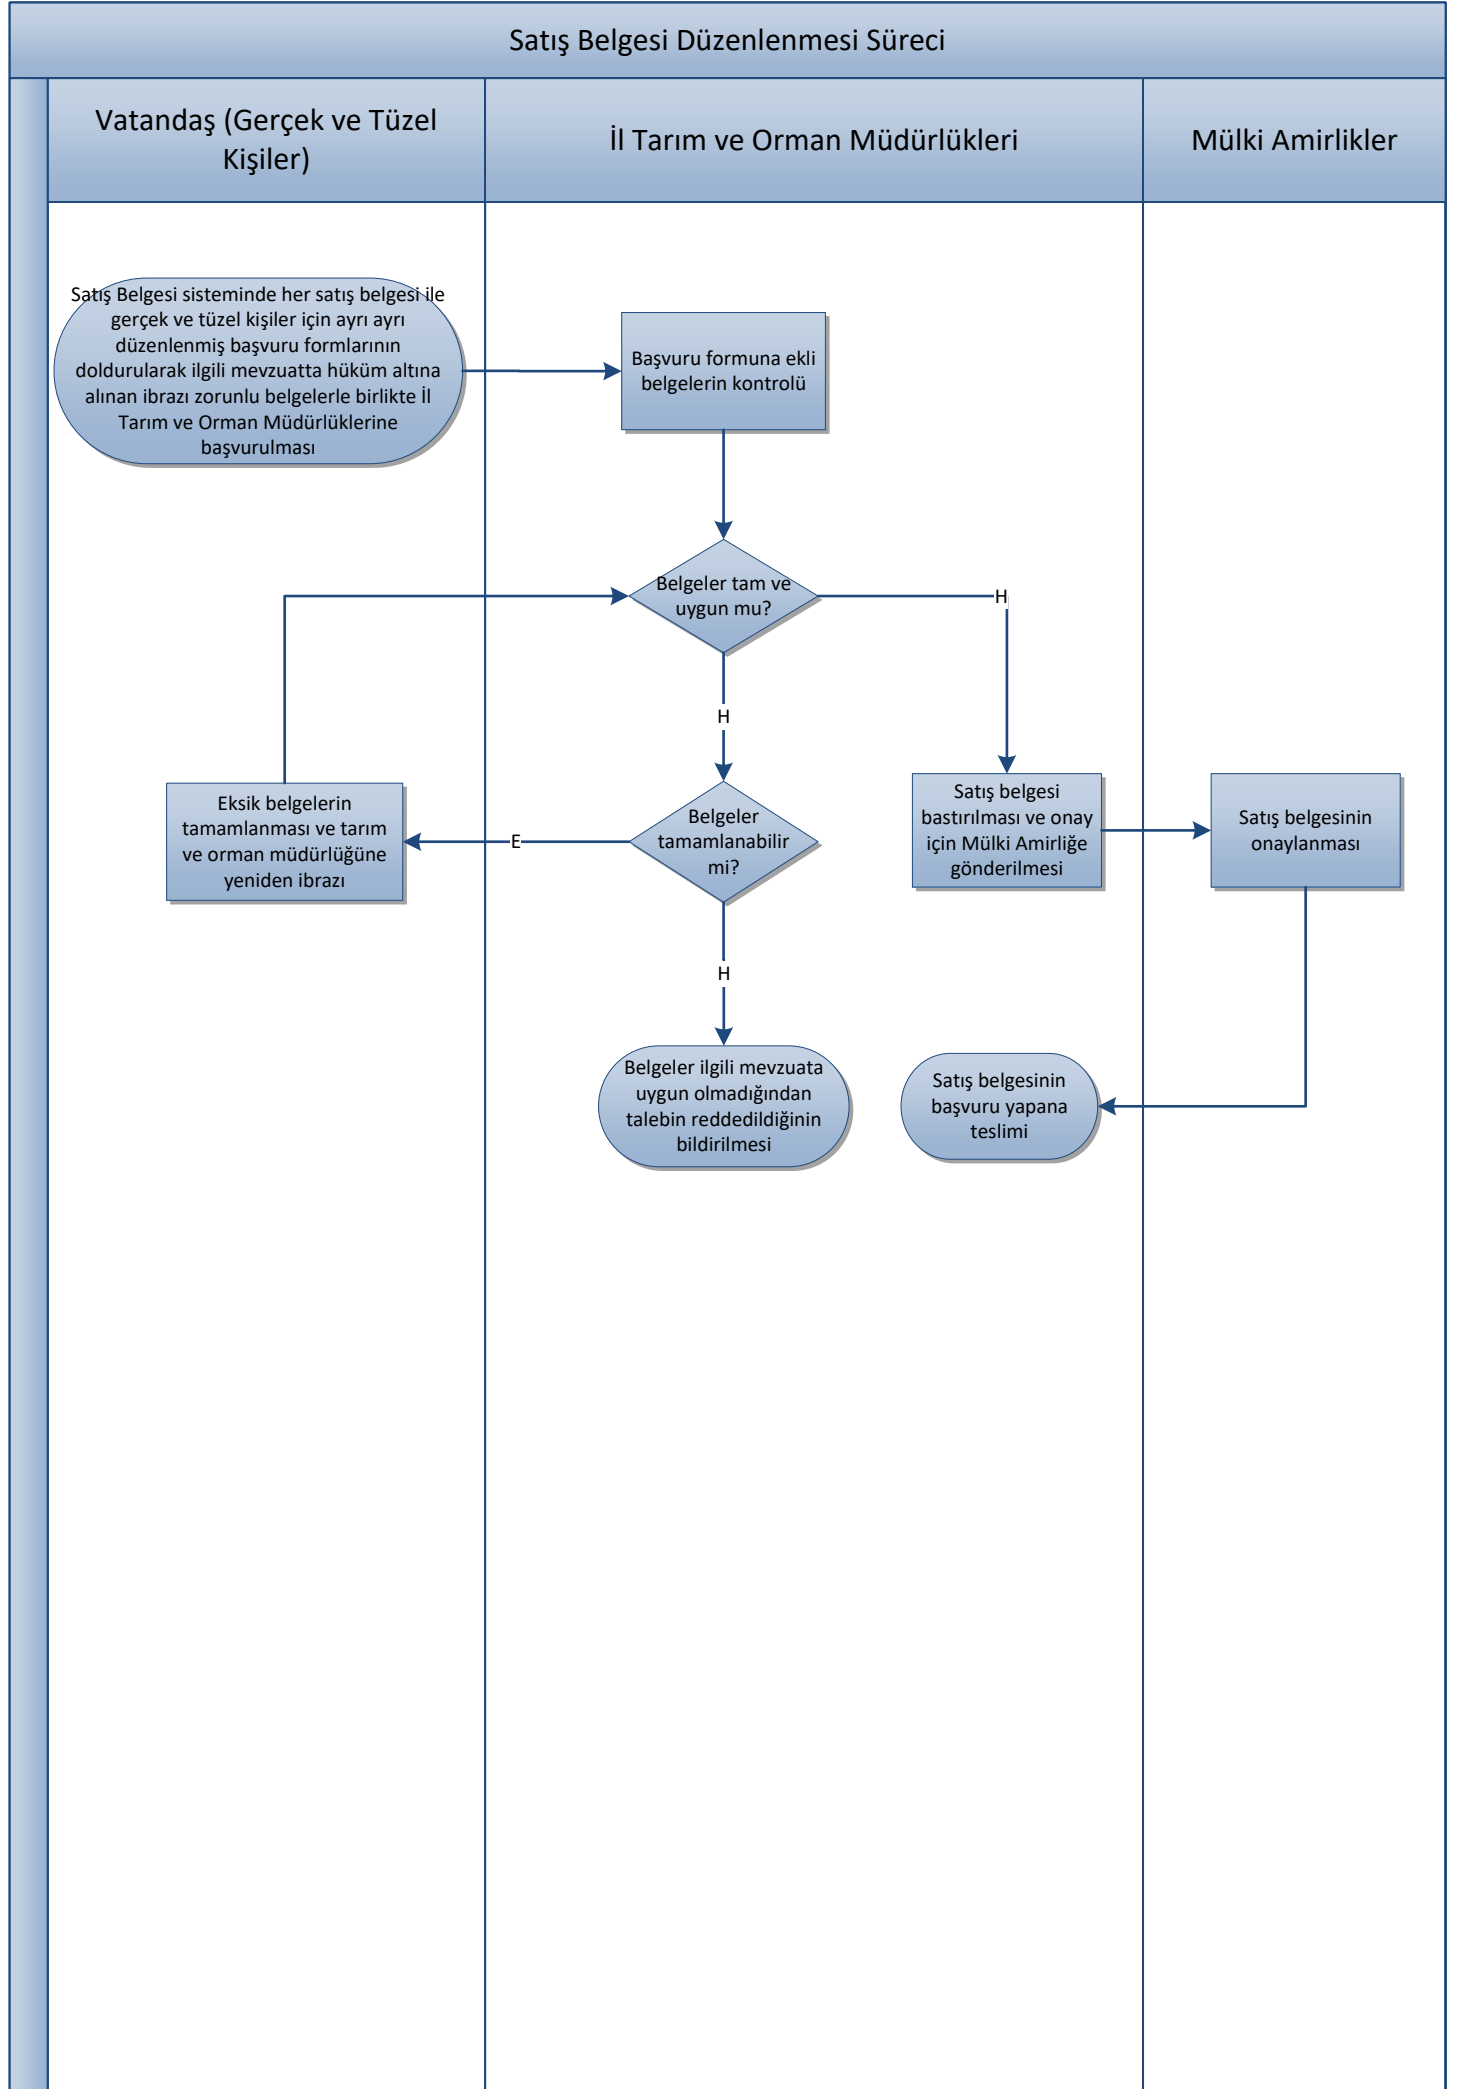 Satış Belgesi Düzenlenmesi Süreci
Vatandaş (Gerçek ve Tüzel
Kişiler)
İl Tarım ve Orman Müdürlükleri
Mülki Amirlikler
Satış Belgesi sisteminde her satış belgesi ile
gerçek ve tüzel kişiler için ayrı ayrı
düzenlenmiş başvuru formlarının
doldurularak ilgili mevzuatta hüküm altına
alınan ibrazı zorunlu belgelerle birlikte İl
Tarım ve Orman Müdürlüklerine
başvurulması
Başvuru formuna ekli
belgelerin kontrolü
Belgeler tam ve
uygun mu?
H
H
Eksik belgelerin
tamamlanması ve tarım
ve orman müdürlüğüne
yeniden ibrazı
E
Belgeler
tamamlanabilir
mi?
Satış belgesi
bastırılması ve onay
için Mülki Amirliğe
gönderilmesi
Satış belgesinin
onaylanması
H
Belgeler ilgili mevzuata
uygun olmadığından
talebin reddedildiğinin
bildirilmesi
Satış belgesinin
başvuru yapana
teslimi